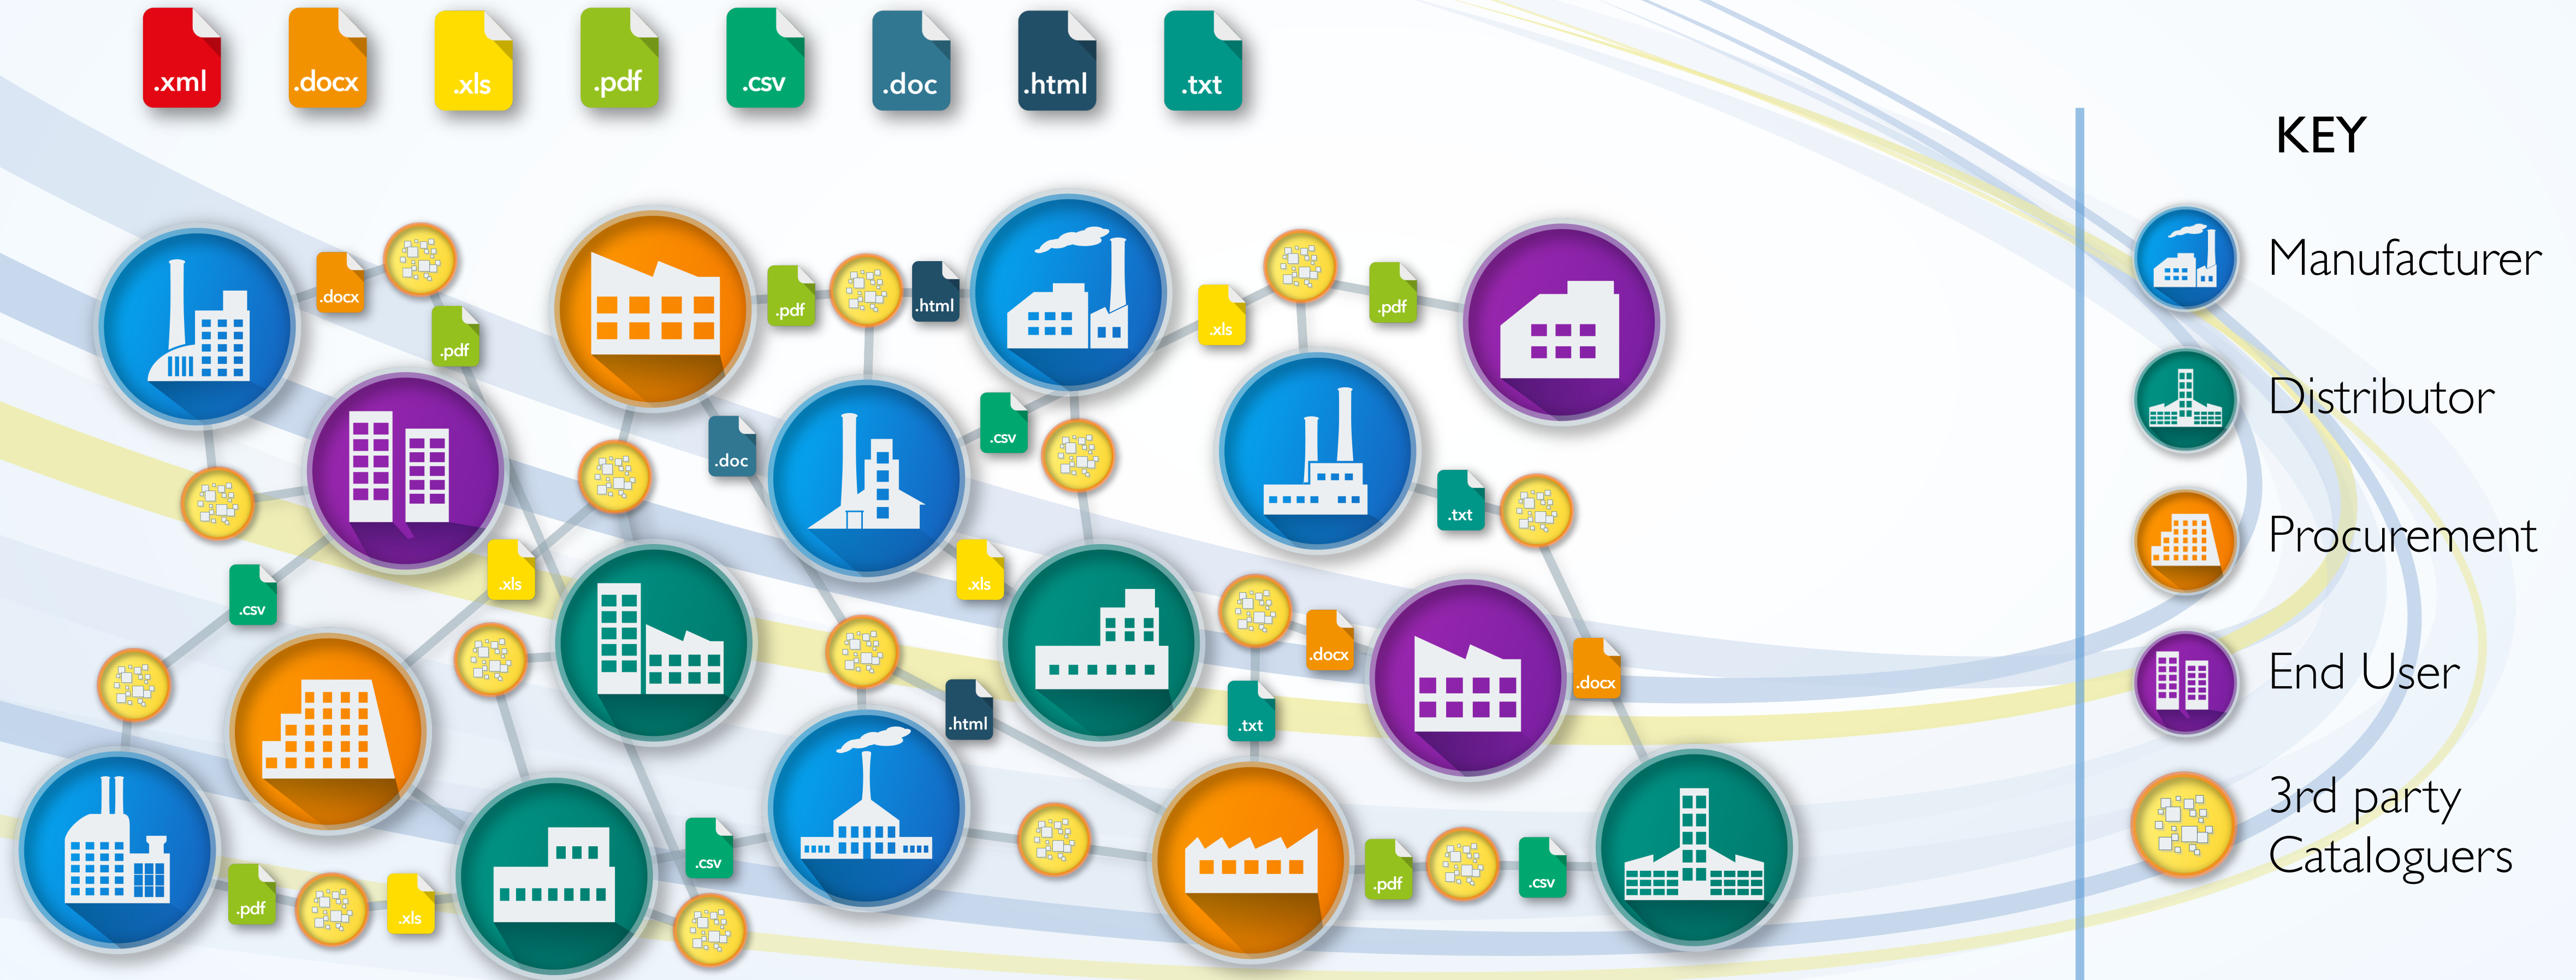 .xml
.docx
.xls
.pdf
.csv
.doc
.html
.txt
KEY
Manufacturer
Distributor
Procurement
End User
3rd party
Cataloguers
.docx
.pdf
.pdf
.html
.xls
.pdf
.csv
.doc
.xls
.csv
.xls
.txt
.docx
.docx
.txt
.html
.csv
.pdf
.xls
.pdf
.csv